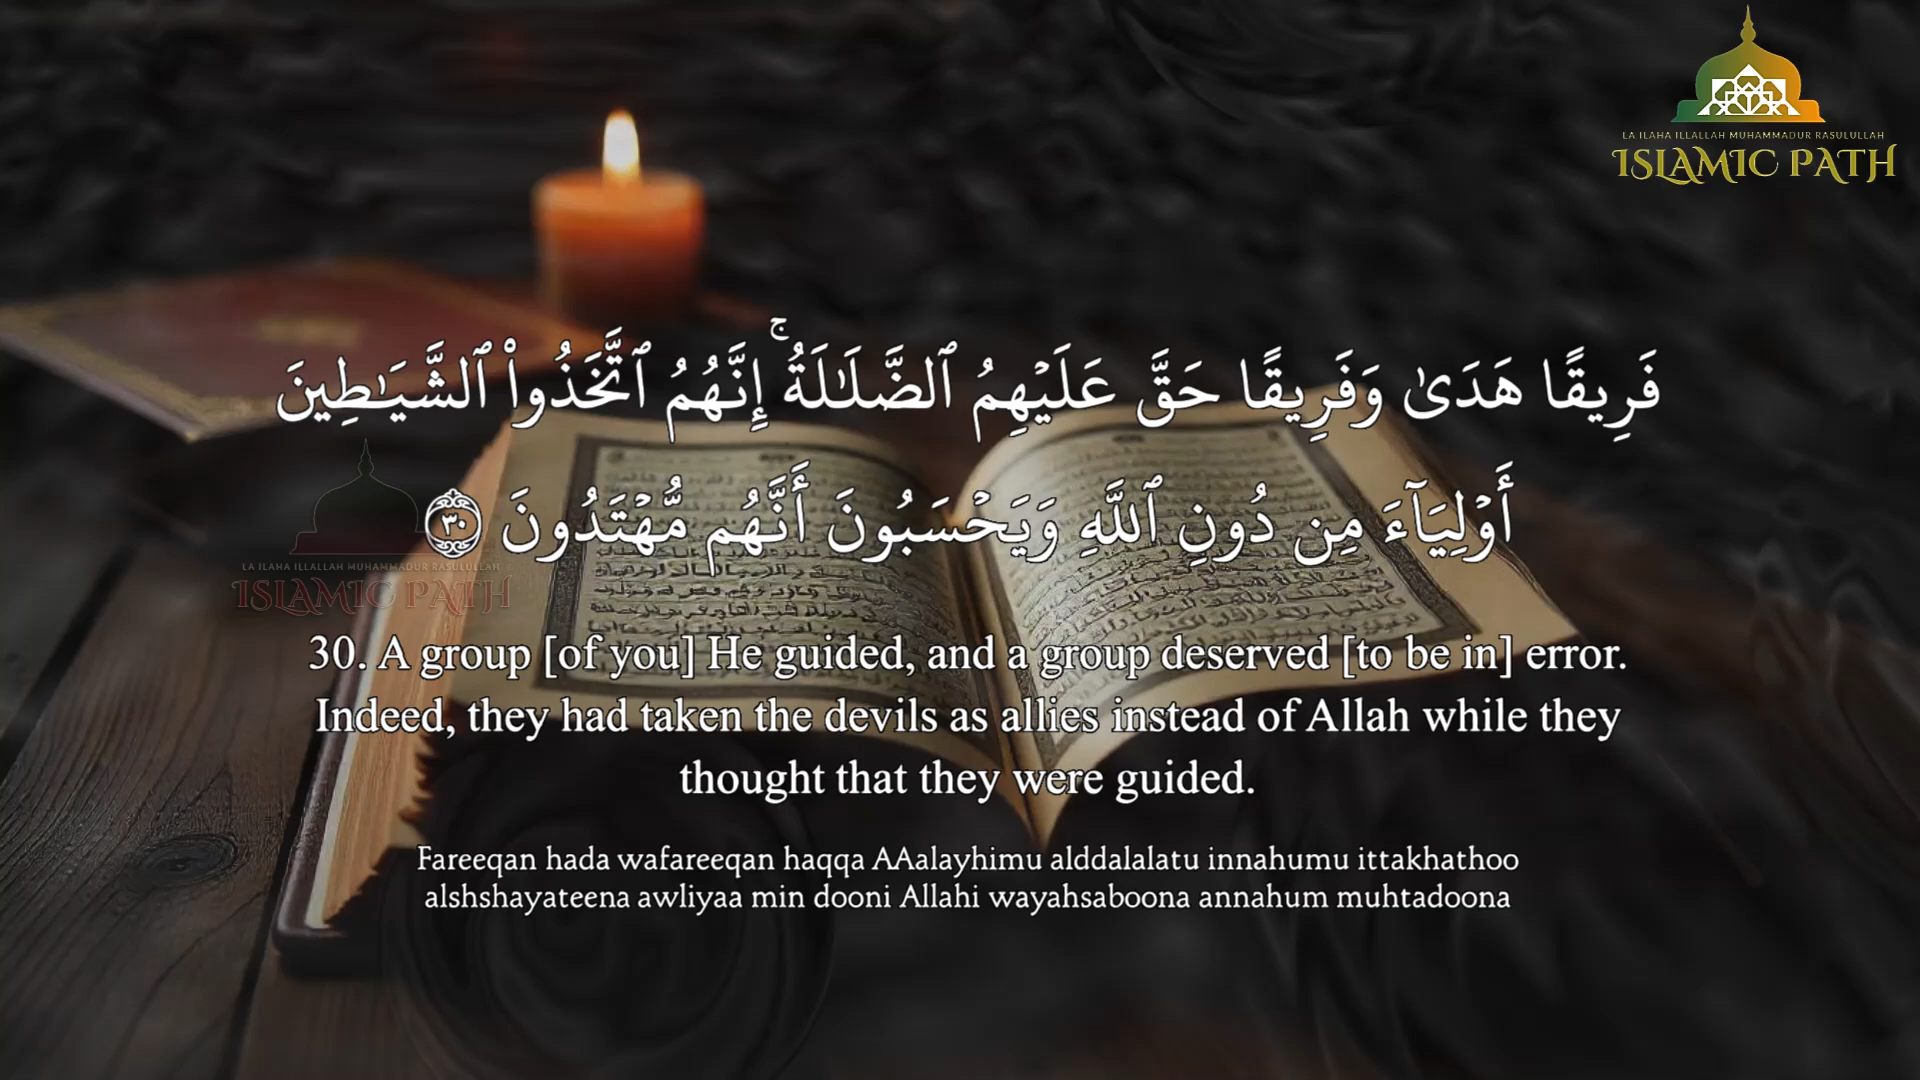 LA ILAHA ILLALLAH MUHAMMADUR RASULULLAH
ISLAMIC PATH
فَرِيقًا هَدَىٰ وَفَرِيقًا حَقَّ عَلَيْهِمُ ٱلضَّلَـٰلَةُ ۚ إِنَّهُمُ ٱتَّخَذُوا۟ ٱلشَّيَـٰطِينَ
أَوْلِيَآءَ مِن دُونِ ٱللَّهِ وَيَحْسَبُونَ أَنَّهُم مُّهْتَدُونَ ٣٠
LA ILAHA ILLALLAH MUHAMMADUR RASULULLAH
ISLAMIC PATH
30. A group [of you] He guided, and a group deserved [to be in] error.
Indeed, they had taken the devils as allies instead of Allah while they
thought that they were guided.
Fareeqan hada wafareeqan haqqa AAalayhimu alddalalatu innahumu ittakhathoo
alshshayateena awliyaa min dooni Allahi wayahsaboona annahum muhtadoona